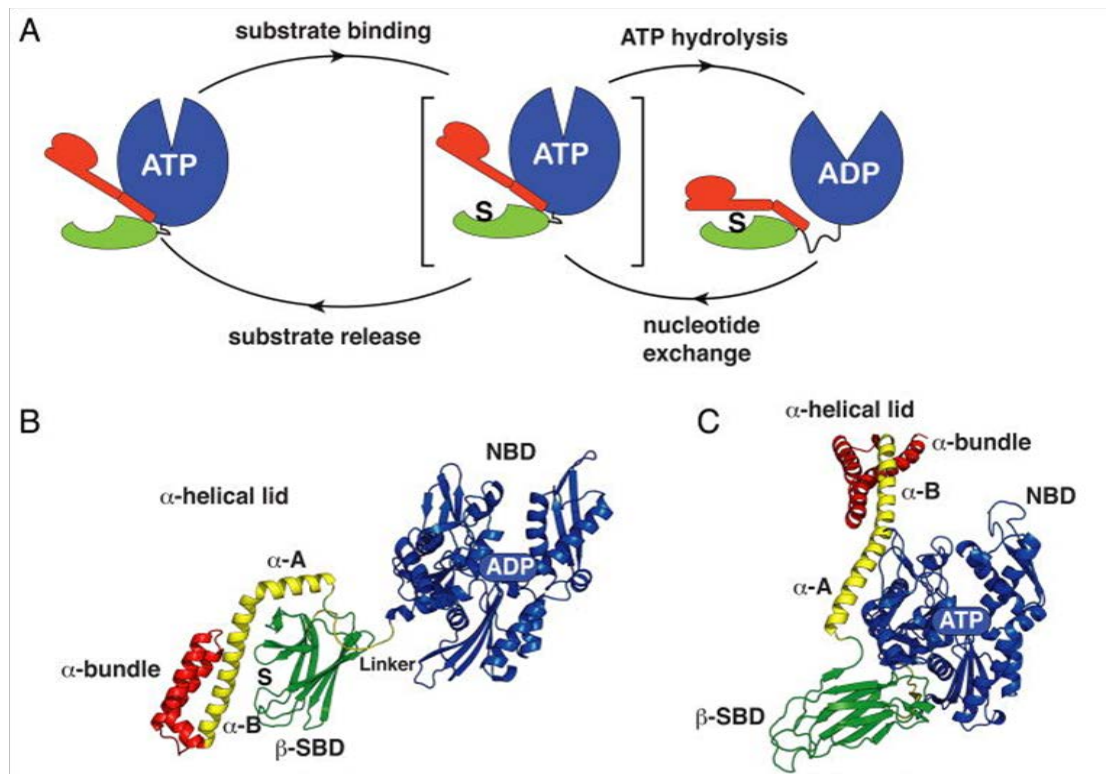 A
substrate binding
ATP hydrolysis
ATP
S
ATP
S
ADP
substrate release
nucleotide
exchange
B
α-helical lid
α-A
α-bundle
S
α-B
β-SBD
Linker
NBD
ADP
C
α-helical lid
α-bundle
α-B
NBD
α-A
ATP
β-SBD